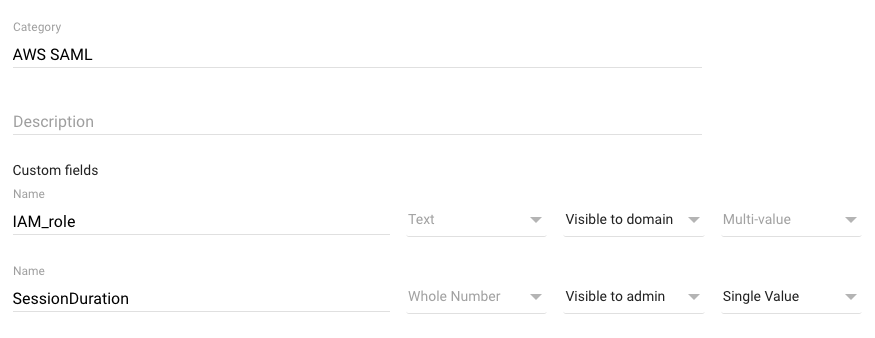 Category
AWS SAML
Description
Custom fields
Name
IAM_role Text Visible to domain Multi-value
Name
SessionDuration Whole Number Visible to admin Single Value